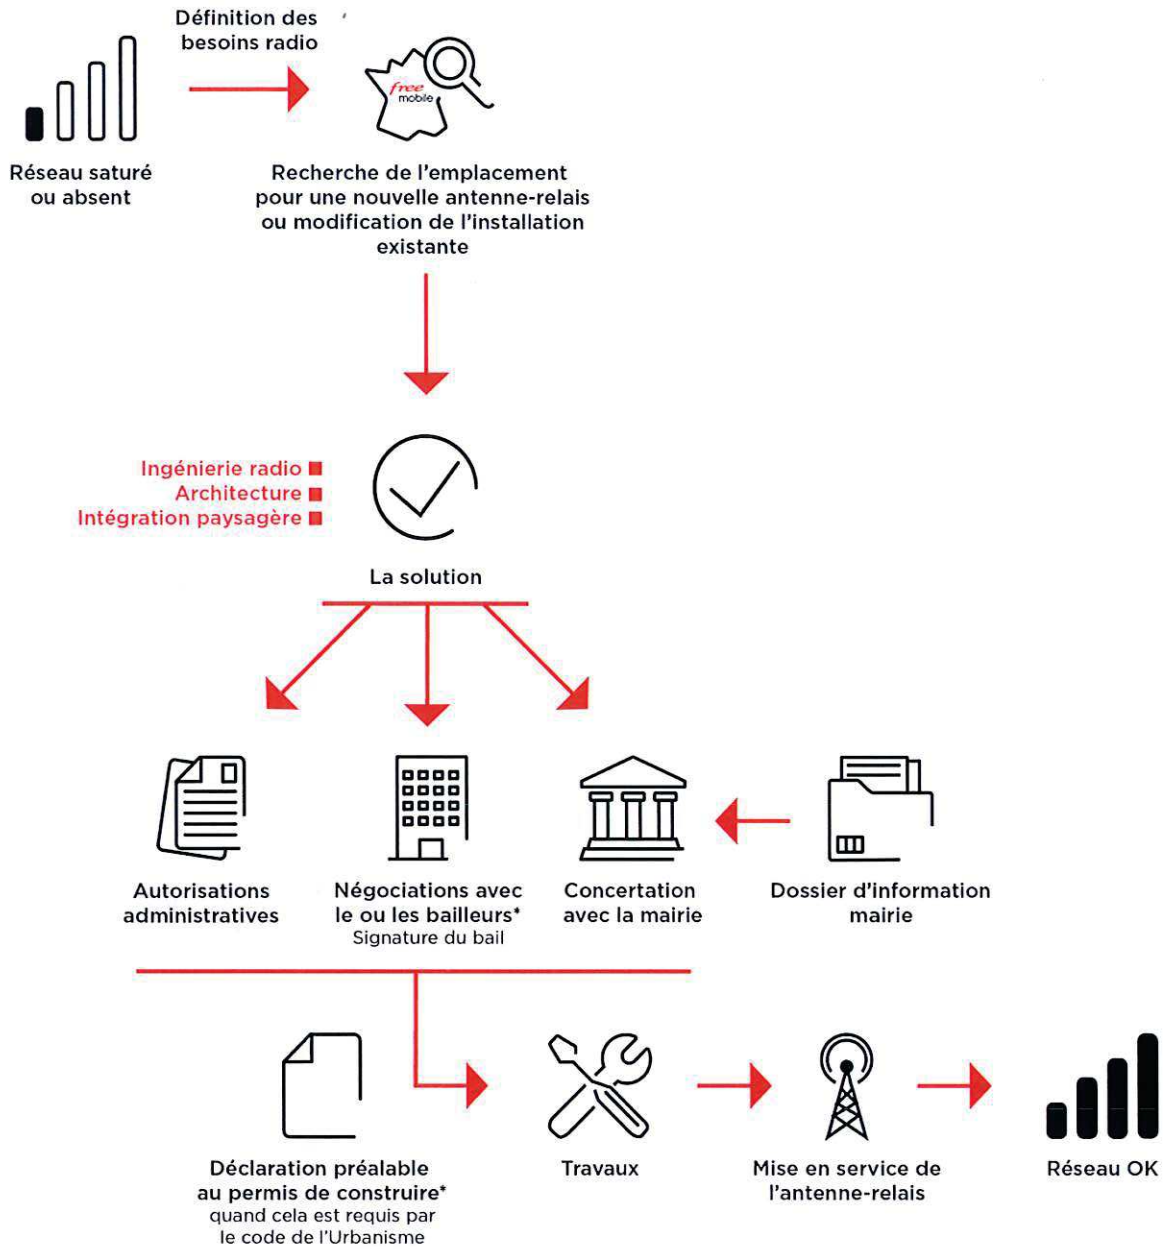 Définition des
besoins radio
free
mobile
Réseau saturé
ou absent
Recherche de l'emplacement
pour une nouvelle antenne-relais
ou modification de l'installation
existante
Ingénierie radio
Architecture
Intégration paysagère
La solution
Autorisations
administratives
Négociations avec
le ou les bailleurs*
Signature du bail
Concertation
avec la mairie
Dossier d'information
mairie
Déclaration préalable
au permis de construire*
quand cela est requis par
le code de l'Urbanisme
Travaux
Mise en service de
l'antenne-relais
Réseau OK